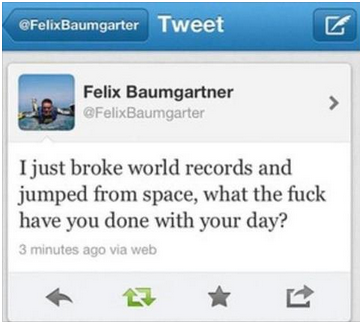 @FelixBaumgarter
Tweet
Felix Baumgartner
@FelixBaumgarter
I just broke world records and
jumped from space, what the fuck
have you done with your day?
3 minutes ago via web